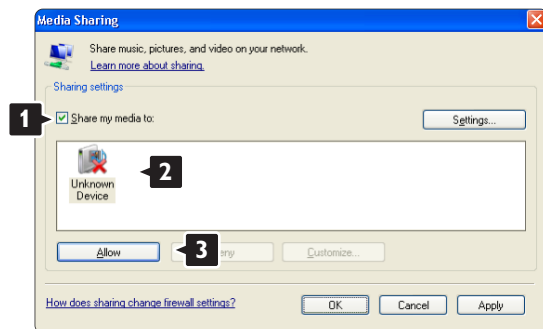 Media Sharing
Share music, pictures, and video on your network.
Learn more about sharing.
Sharing settings
1
Share my media to:
Settings...
2
Unknown
Device
Allow
3
Customize...
How does sharing change firewall settings?
OK
Cancel
Apply